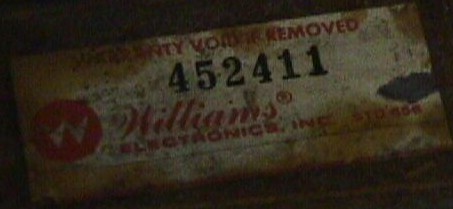 WARRANTY VOID IF REMOVED
452411
W Williams®
ELECTRONICS, INC.